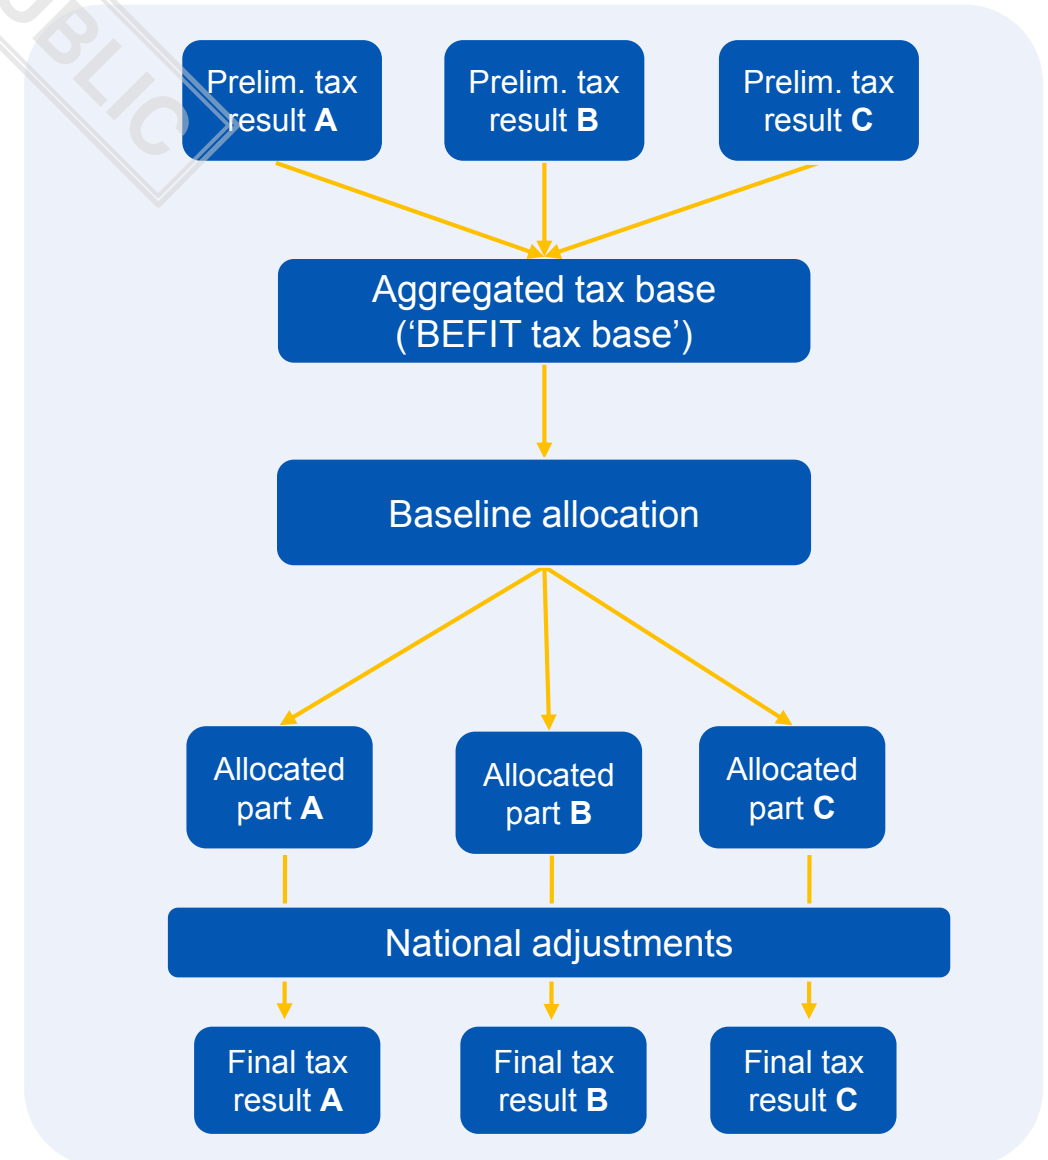 UBLIC
Prelim. tax
result A
Prelim. tax
result B
Prelim. tax
result C
Aggregated tax base
(‘BEFIT tax base’)
Baseline allocation
Allocated
part A
Allocated
part B
Allocated
part C
National adjustments
Final tax
result A
Final tax
result B
Final tax
result C